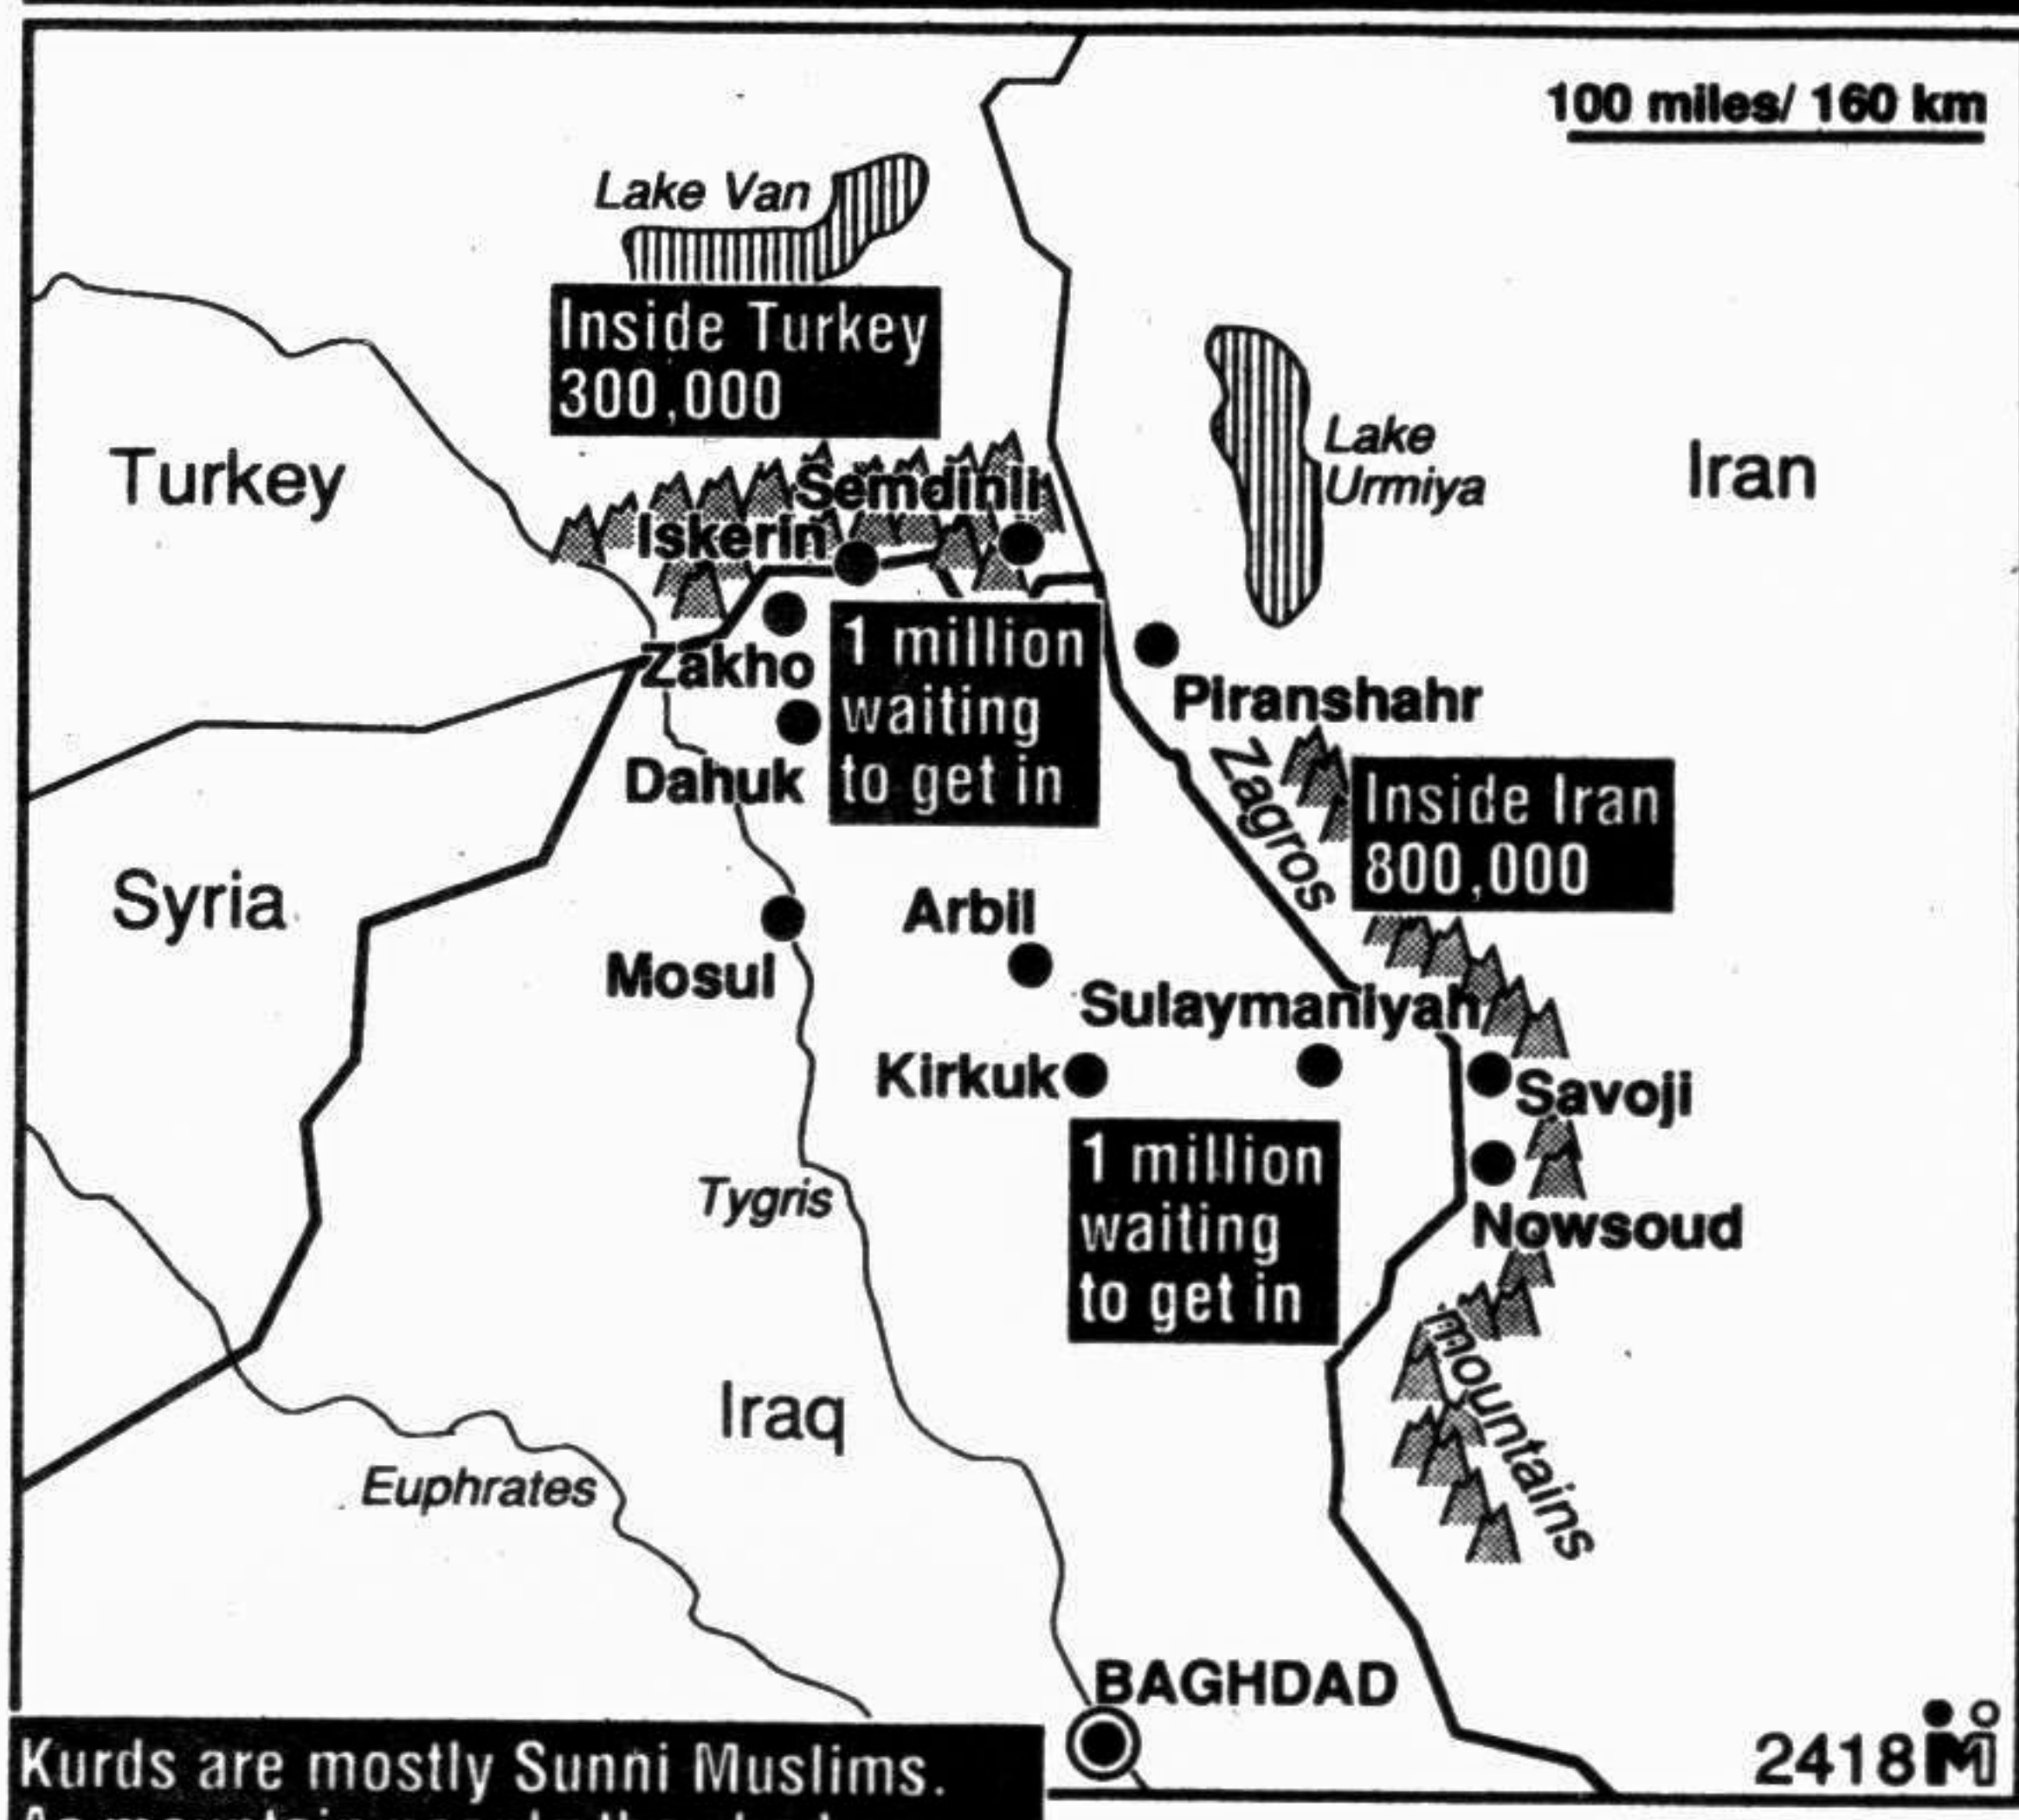 100 miles/ 160 km
Lake Van
Inside Turkey
300,000
Turkey
Lake
Urmiya
Iran
Semdinli
Iskerin
Zakho
1 million
waiting
to get in
Piranshahr
Dahuk
Zagros
Inside Iran
800,000
Syria
Arbil
Mosul
Sulaymaniyah
Kirkuk
Savoji
Tygris
1 million
waiting
to get in
Nowsoud
mountains
Iraq
Euphrates
BAGHDAD
2418 M
Kurds are mostly Sunni Muslims.